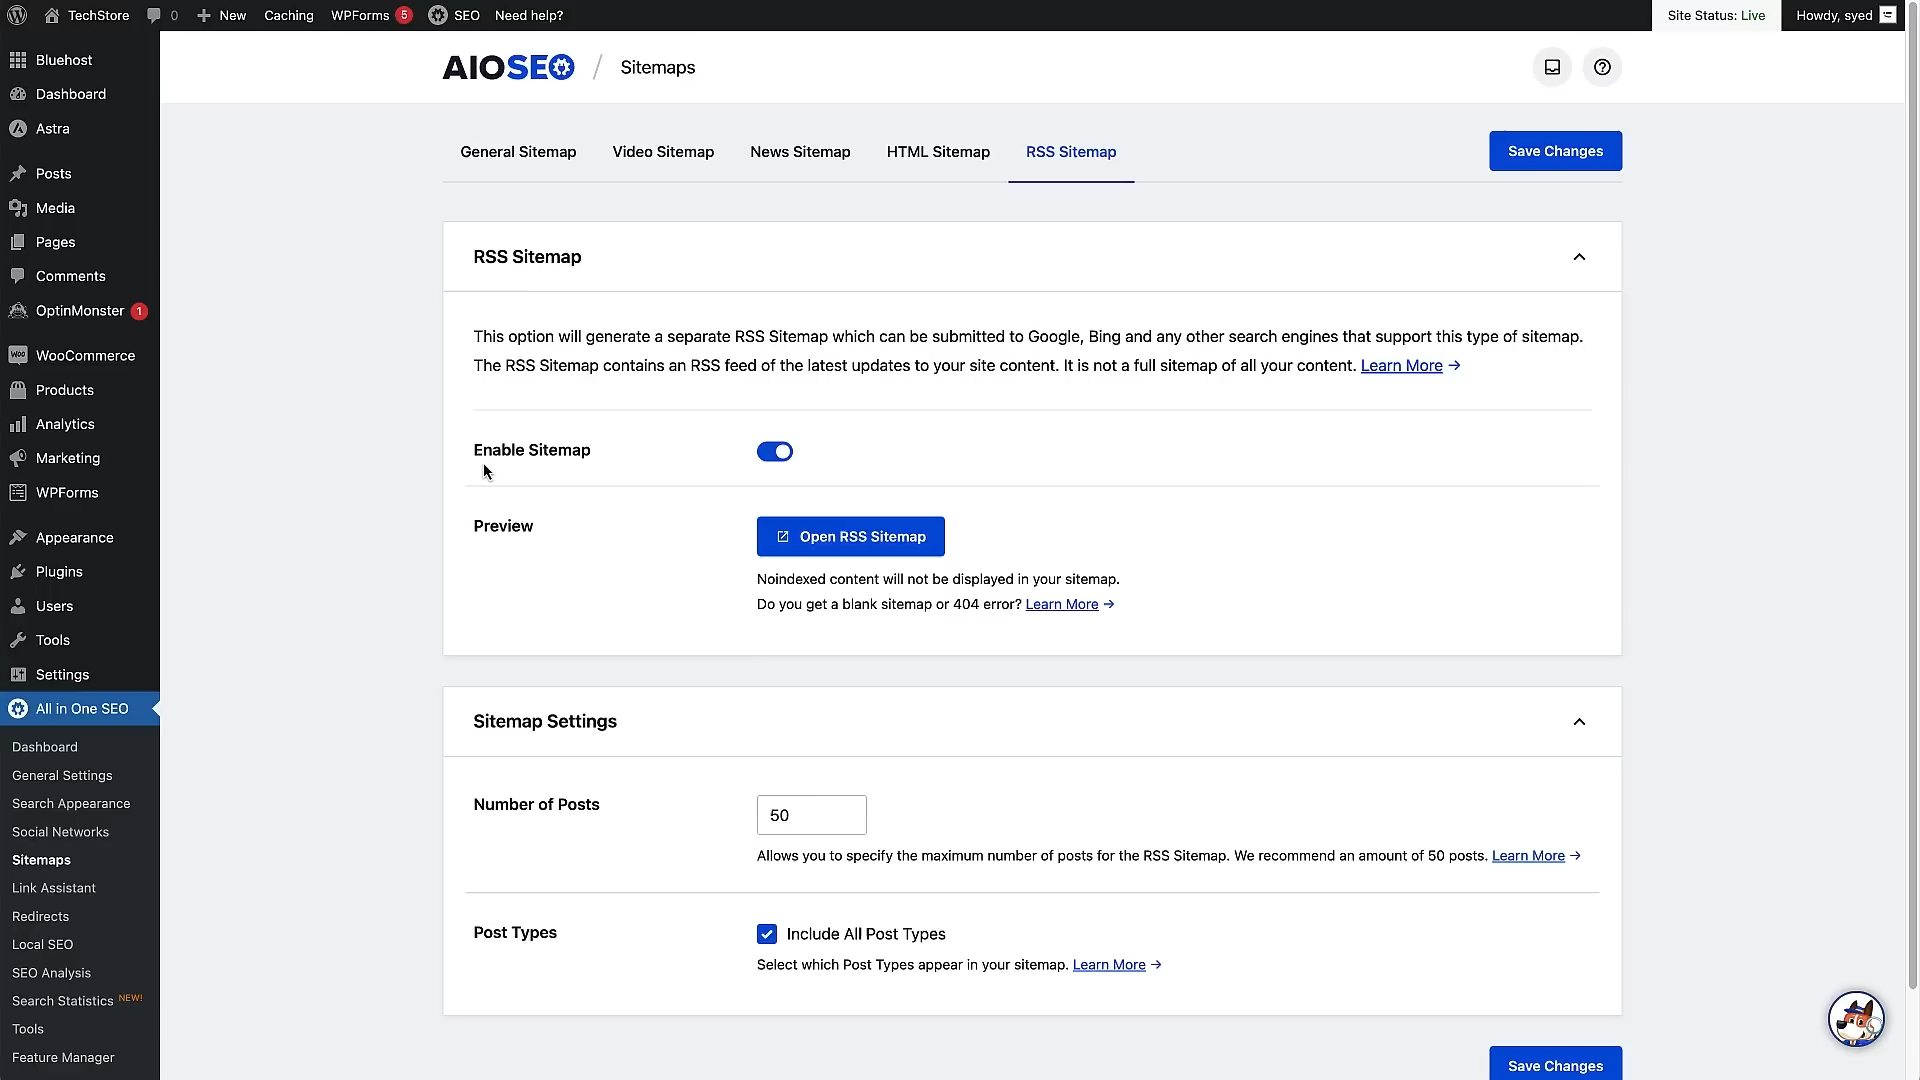 TechStore
0
New
Caching
WPForms 5
SEO
Need help?
Site Status: Live
Howdy, syed
Bluehost
Dashboard
Astra
Posts
Media
Pages
Comments
OptinMonster 1
WooCommerce
Products
Analytics
Marketing
WPForms
Appearance
Plugins
Users
Tools
Settings
All in One SEO
Dashboard
General Settings
Search Appearance
Social Networks
Sitemaps
Link Assistant
Redirects
Local SEO
SEO Analysis
Search Statistics NEW!
Tools
Feature Manager
AIOSEO / Sitemaps
General Sitemap
Video Sitemap
News Sitemap
HTML Sitemap
RSS Sitemap
Save Changes
RSS Sitemap
This option will generate a separate RSS Sitemap which can be submitted to Google, Bing and any other search engines that support this type of sitemap.
The RSS Sitemap contains an RSS feed of the latest updates to your site content. It is not a full sitemap of all your content. Learn More →
Enable Sitemap
Preview
Open RSS Sitemap
Noindexed content will not be displayed in your sitemap.
Do you get a blank sitemap or 404 error? Learn More →
Sitemap Settings
Number of Posts
50
Allows you to specify the maximum number of posts for the RSS Sitemap. We recommend an amount of 50 posts. Learn More →
Post Types
Include All Post Types
Select which Post Types appear in your sitemap. Learn More →
Save Changes